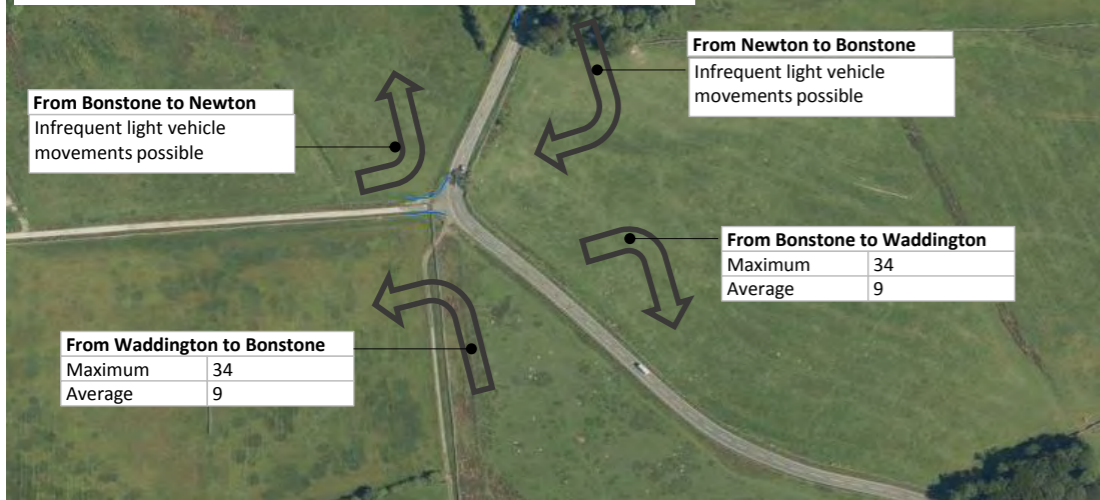 From Newton to Bonstone
Infrequent light vehicle
movements possible
From Bonstone to Newton
Infrequent light vehicle
movements possible
From Bonstone to Waddington
Maximum 34
Average 9
From Waddington to Bonstone
Maximum 34
Average 9